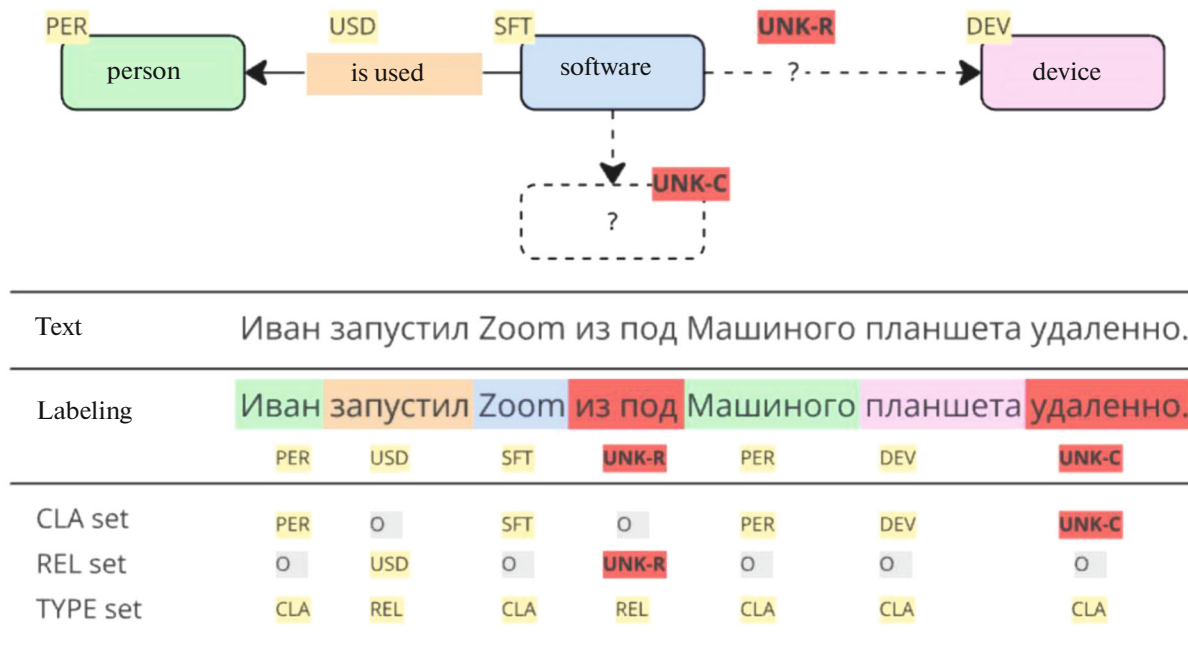 PER USD SFT UNK-R DEV
person is used software ? device
UNK-C
?
Text Иван запустил Zoom из под Машиного планшета удаленно.
Labeling Иван запустил Zoom из под Машиного планшета удаленно.
PER USD SFT UNK-R PER DEV UNK-C
CLA set PER O SFT O PER DEV UNK-C
REL set O USD O UNK-R O O O
TYPE set CLA REL CLA REL CLA CLA CLA